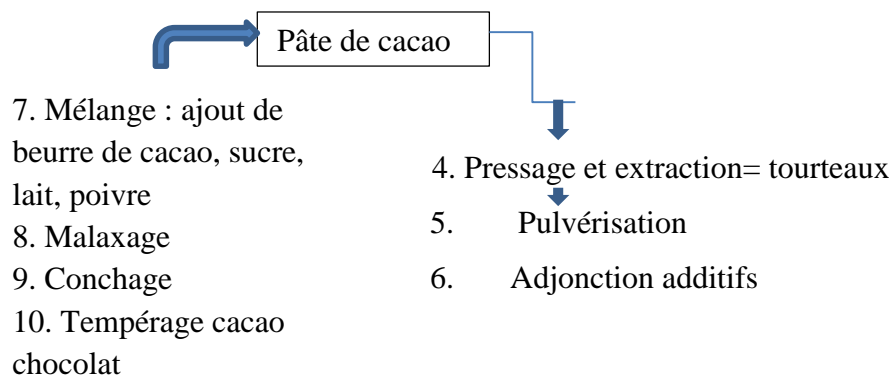 Pâte de cacao
7. Mélange : ajout de
beurre de cacao, sucre,
lait, poivre
8. Malaxage
9. Conchage
10. Tempérage cacao
chocolat
4. Pressage et extraction= tourteaux
5. Pulvérisation
6. Adjonction additifs